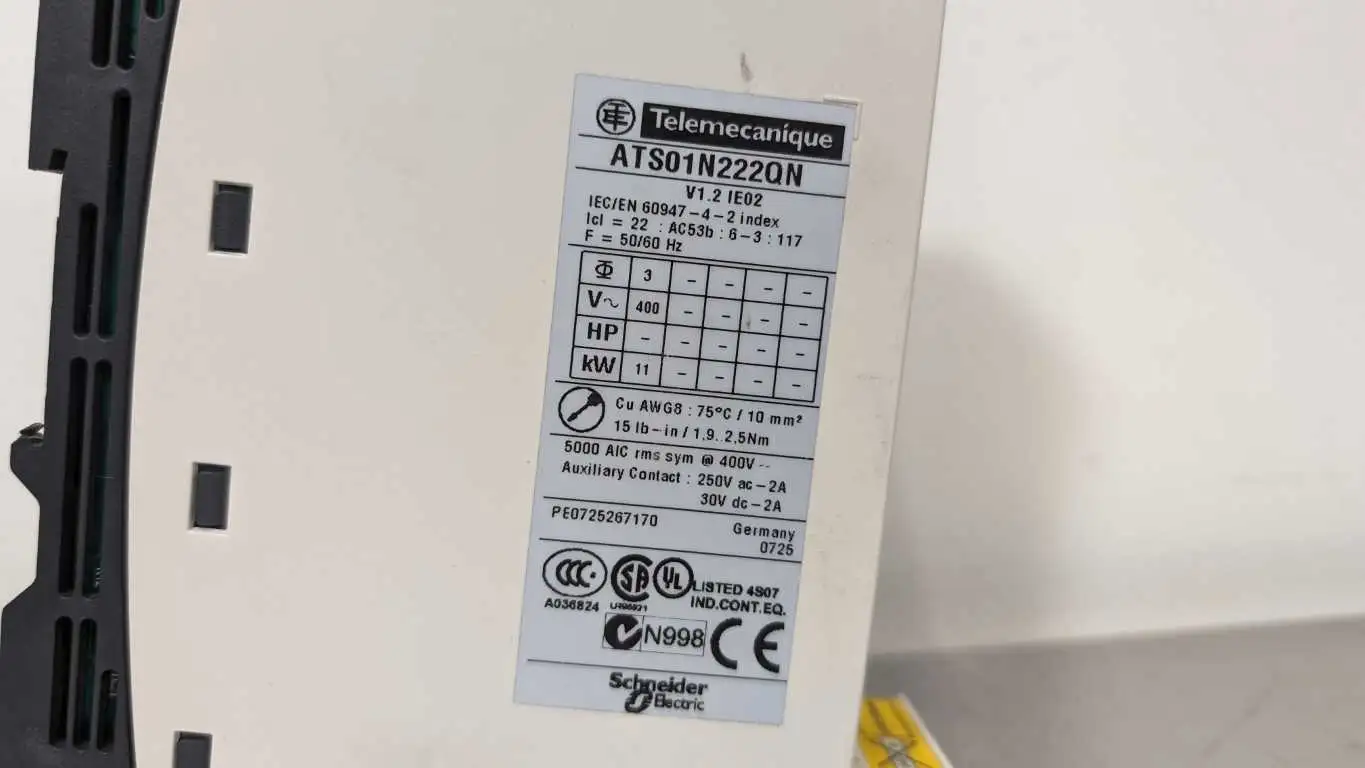 Telemecanique
ATS01N222QN
V1.2 IE02
IEC/EN 60947-4-2 index
Icl = 22 : AC53b : 6-3 : 117
F = 50/60 Hz
Φ 3 - - - -
V~ 400 - - - -
HP - - - - -
kW 11 - - - -
Cu AWG8 : 75°C / 10 mm²
15 lb-in / 1,9..2,5Nm
5000 AIC rms sym @ 400V--
Auxiliary Contact : 250V ac-2A
30V dc-2A
PE0725267170
Germany
0725
CCC
SA
UL
LISTED 4S07
IND.CONT.EQ.
A036824
N998
CE
Schneider
Electric